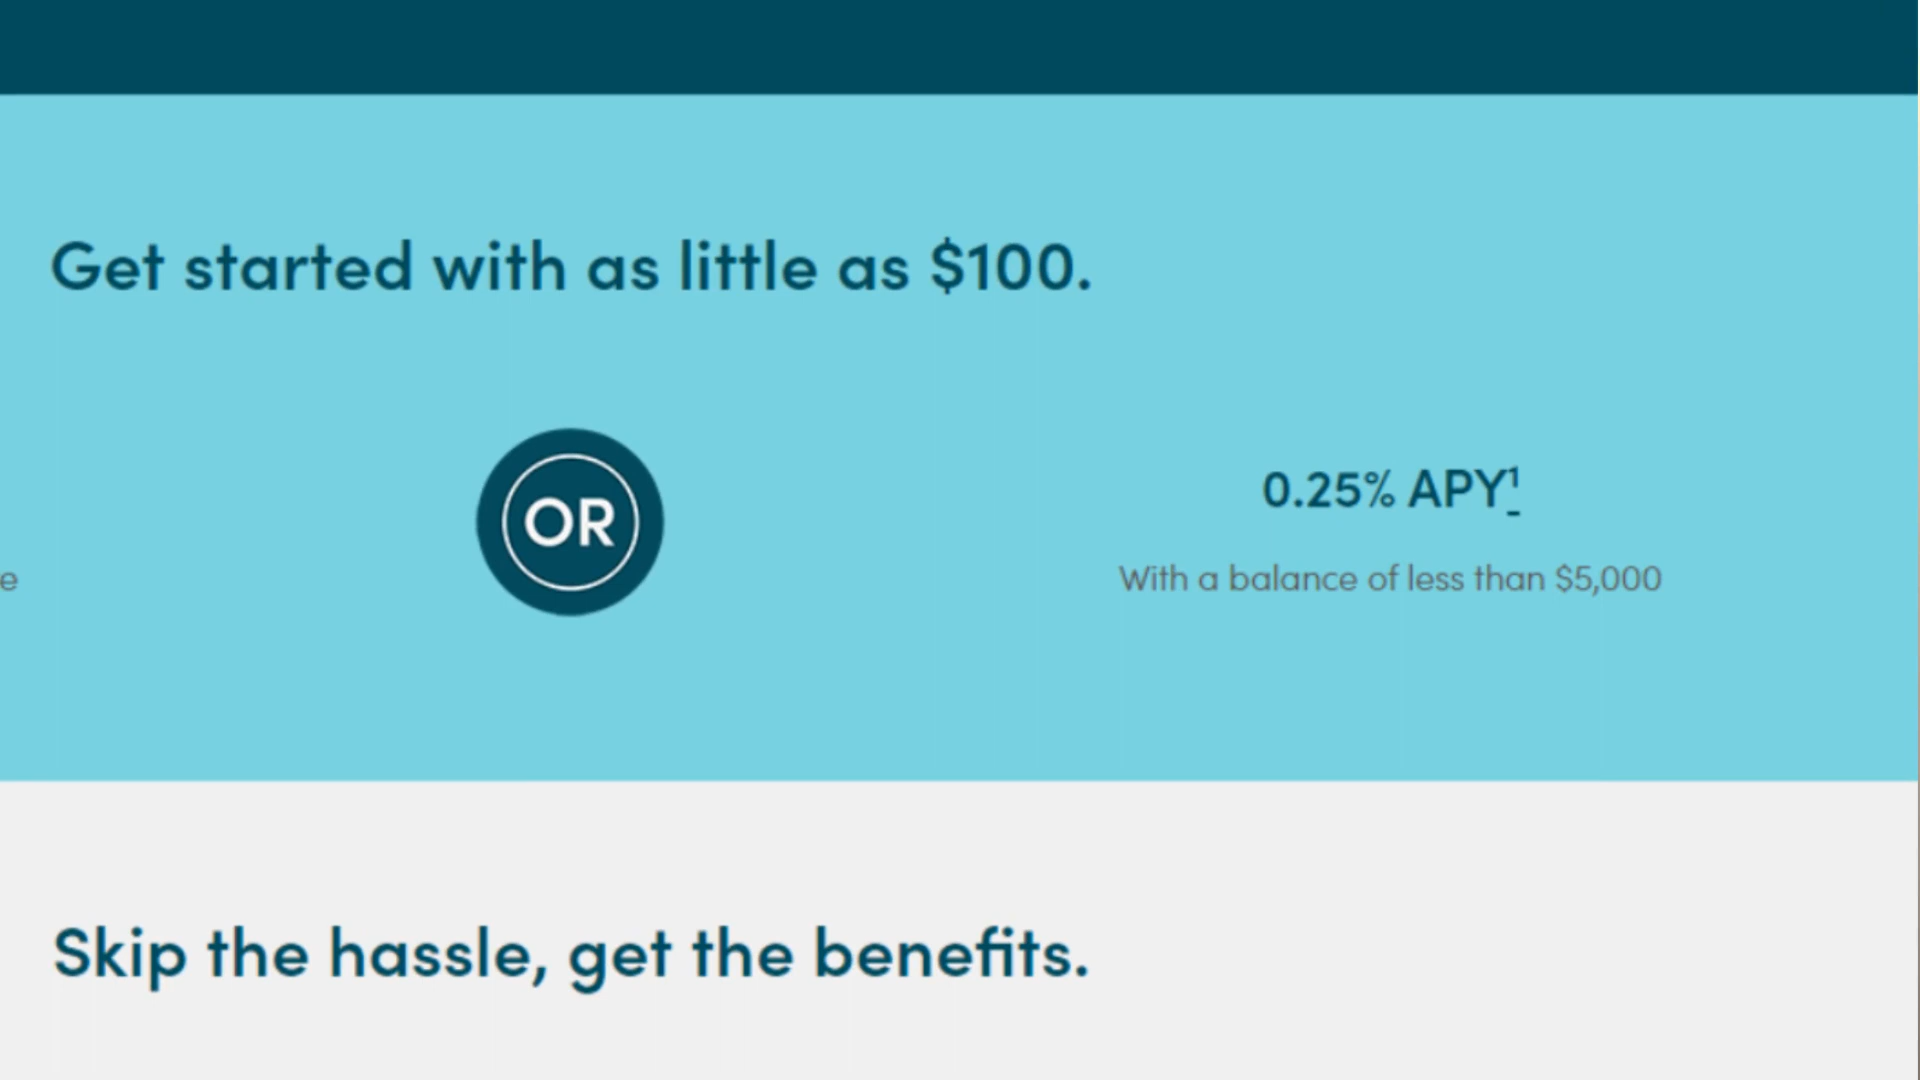 Get started with as little as $100.
OR
0.25% APY¹
With a balance of less than $5,000
Skip the hassle, get the benefits.